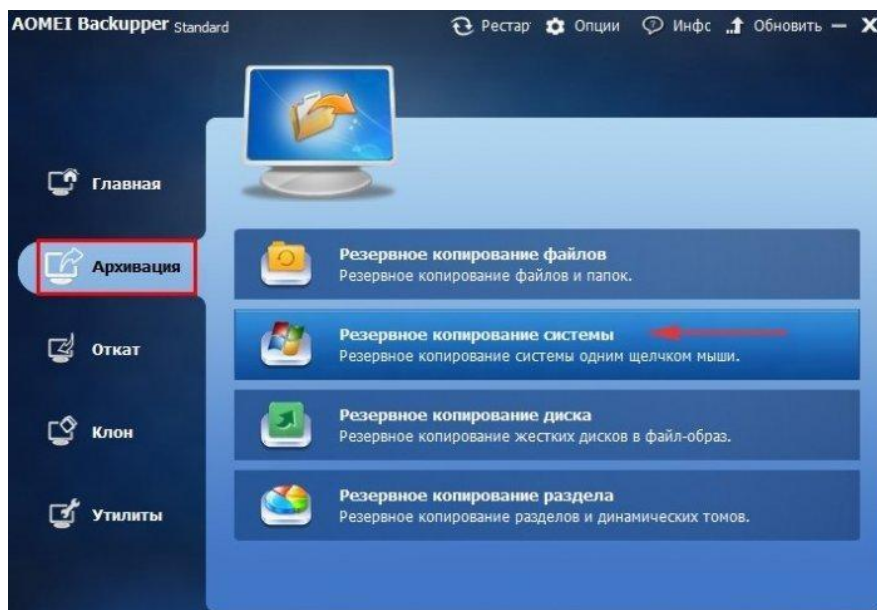 AOMEI Backupper Standard
Рестар Опции Инфс Обновить
Главная
Архивация
Откат
Клон
Утилиты
Резервное копирование файлов
Резервное копирование файлов и папок.
Резервное копирование системы
Резервное копирование системы одним щелчком мыши.
Резервное копирование диска
Резервное копирование жестких дисков в файл-образ.
Резервное копирование раздела
Резервное копирование разделов и динамических томов.